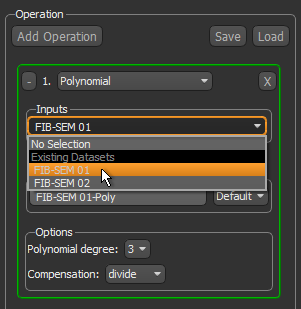 Operation
Add Operation Save Load
- 1. Polynomial X
Inputs
FIB-SEM 01
No Selection
Existing Datasets
FIB-SEM 01
FIB-SEM 02
FIB-SEM 01-Poly Default
Options
Polynomial degree: 3
Compensation: divide